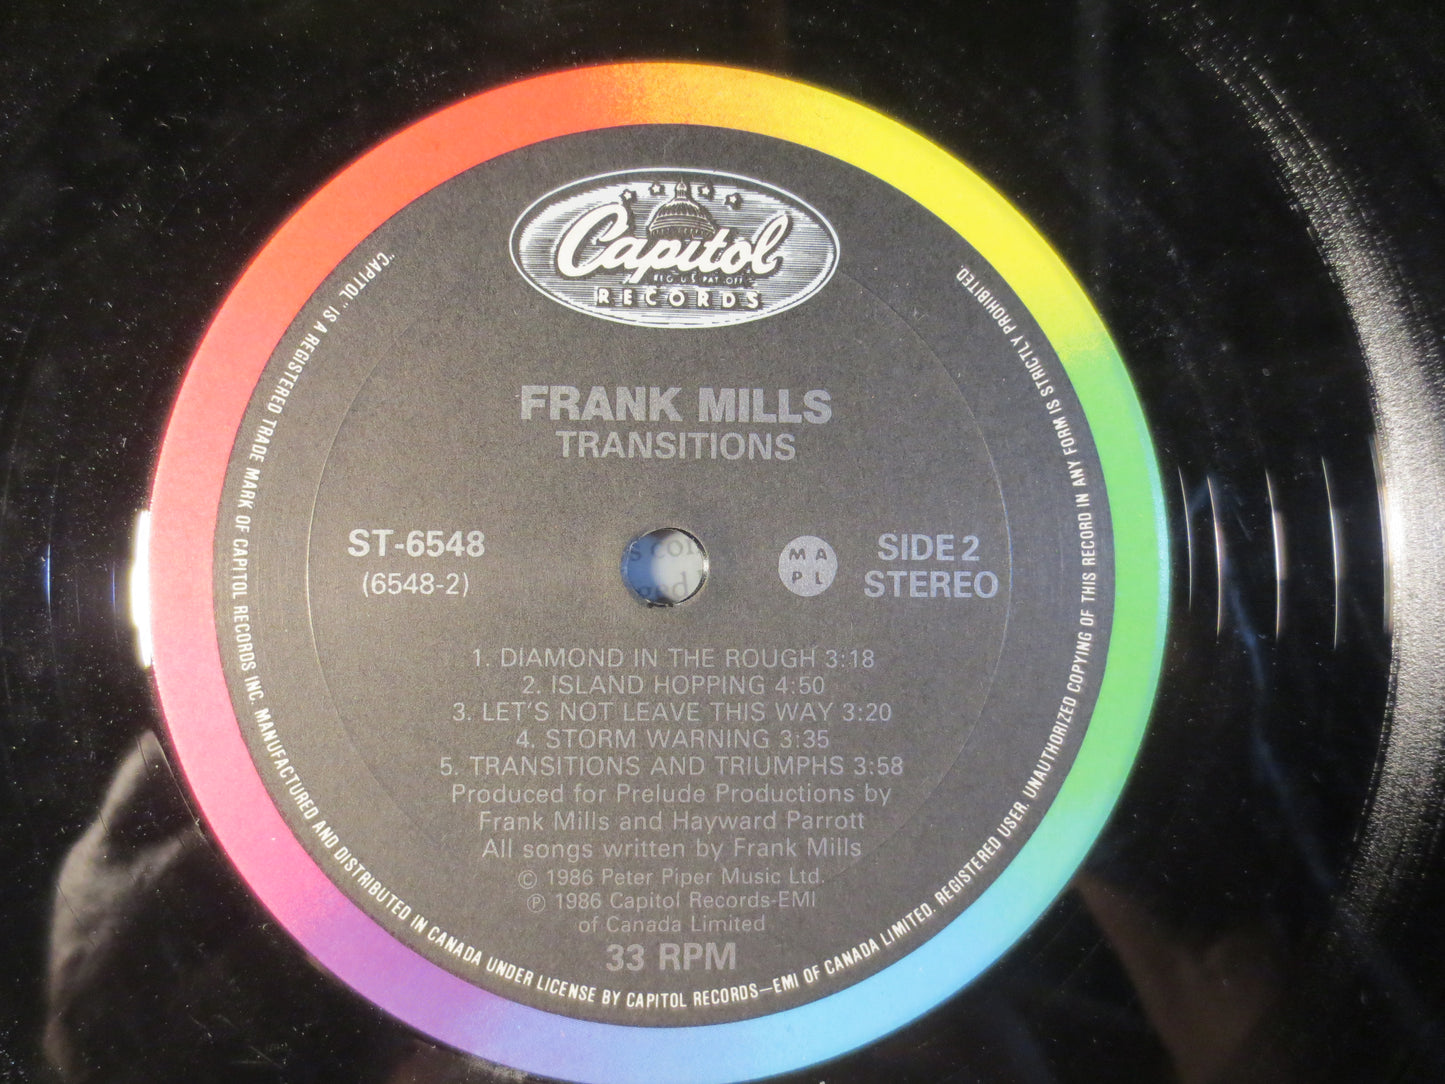 Capitol
REG. U.S. PAT. OFF.
RECORDS
FRANK MILLS
TRANSITIONS
ST-6548
(6548-2)
M A
P L
SIDE 2
STEREO
1. DIAMOND IN THE ROUGH 3:18
2. ISLAND HOPPING 4:50
3. LET'S NOT LEAVE THIS WAY 3:20
4. STORM WARNING 3:35
5. TRANSITIONS AND TRIUMPHS 3:58
Produced for Prelude Productions by
Frank Mills and Hayward Parrott
All songs written by Frank Mills
© 1986 Peter Piper Music Ltd.
℗ 1986 Capitol Records-EMI
of Canada Limited
33 RPM
"CAPITOL" IS A REGISTERED TRADE MARK OF CAPITOL RECORDS INC. MANUFACTURED AND DISTRIBUTED IN CANADA UNDER LICENSE BY CAPITOL RECORDS—EMI OF CANADA LIMITED. REGISTERED USER. UNAUTHORIZED COPYING OF THIS RECORD IN ANY FORM IS STRICTLY PROHIBITED